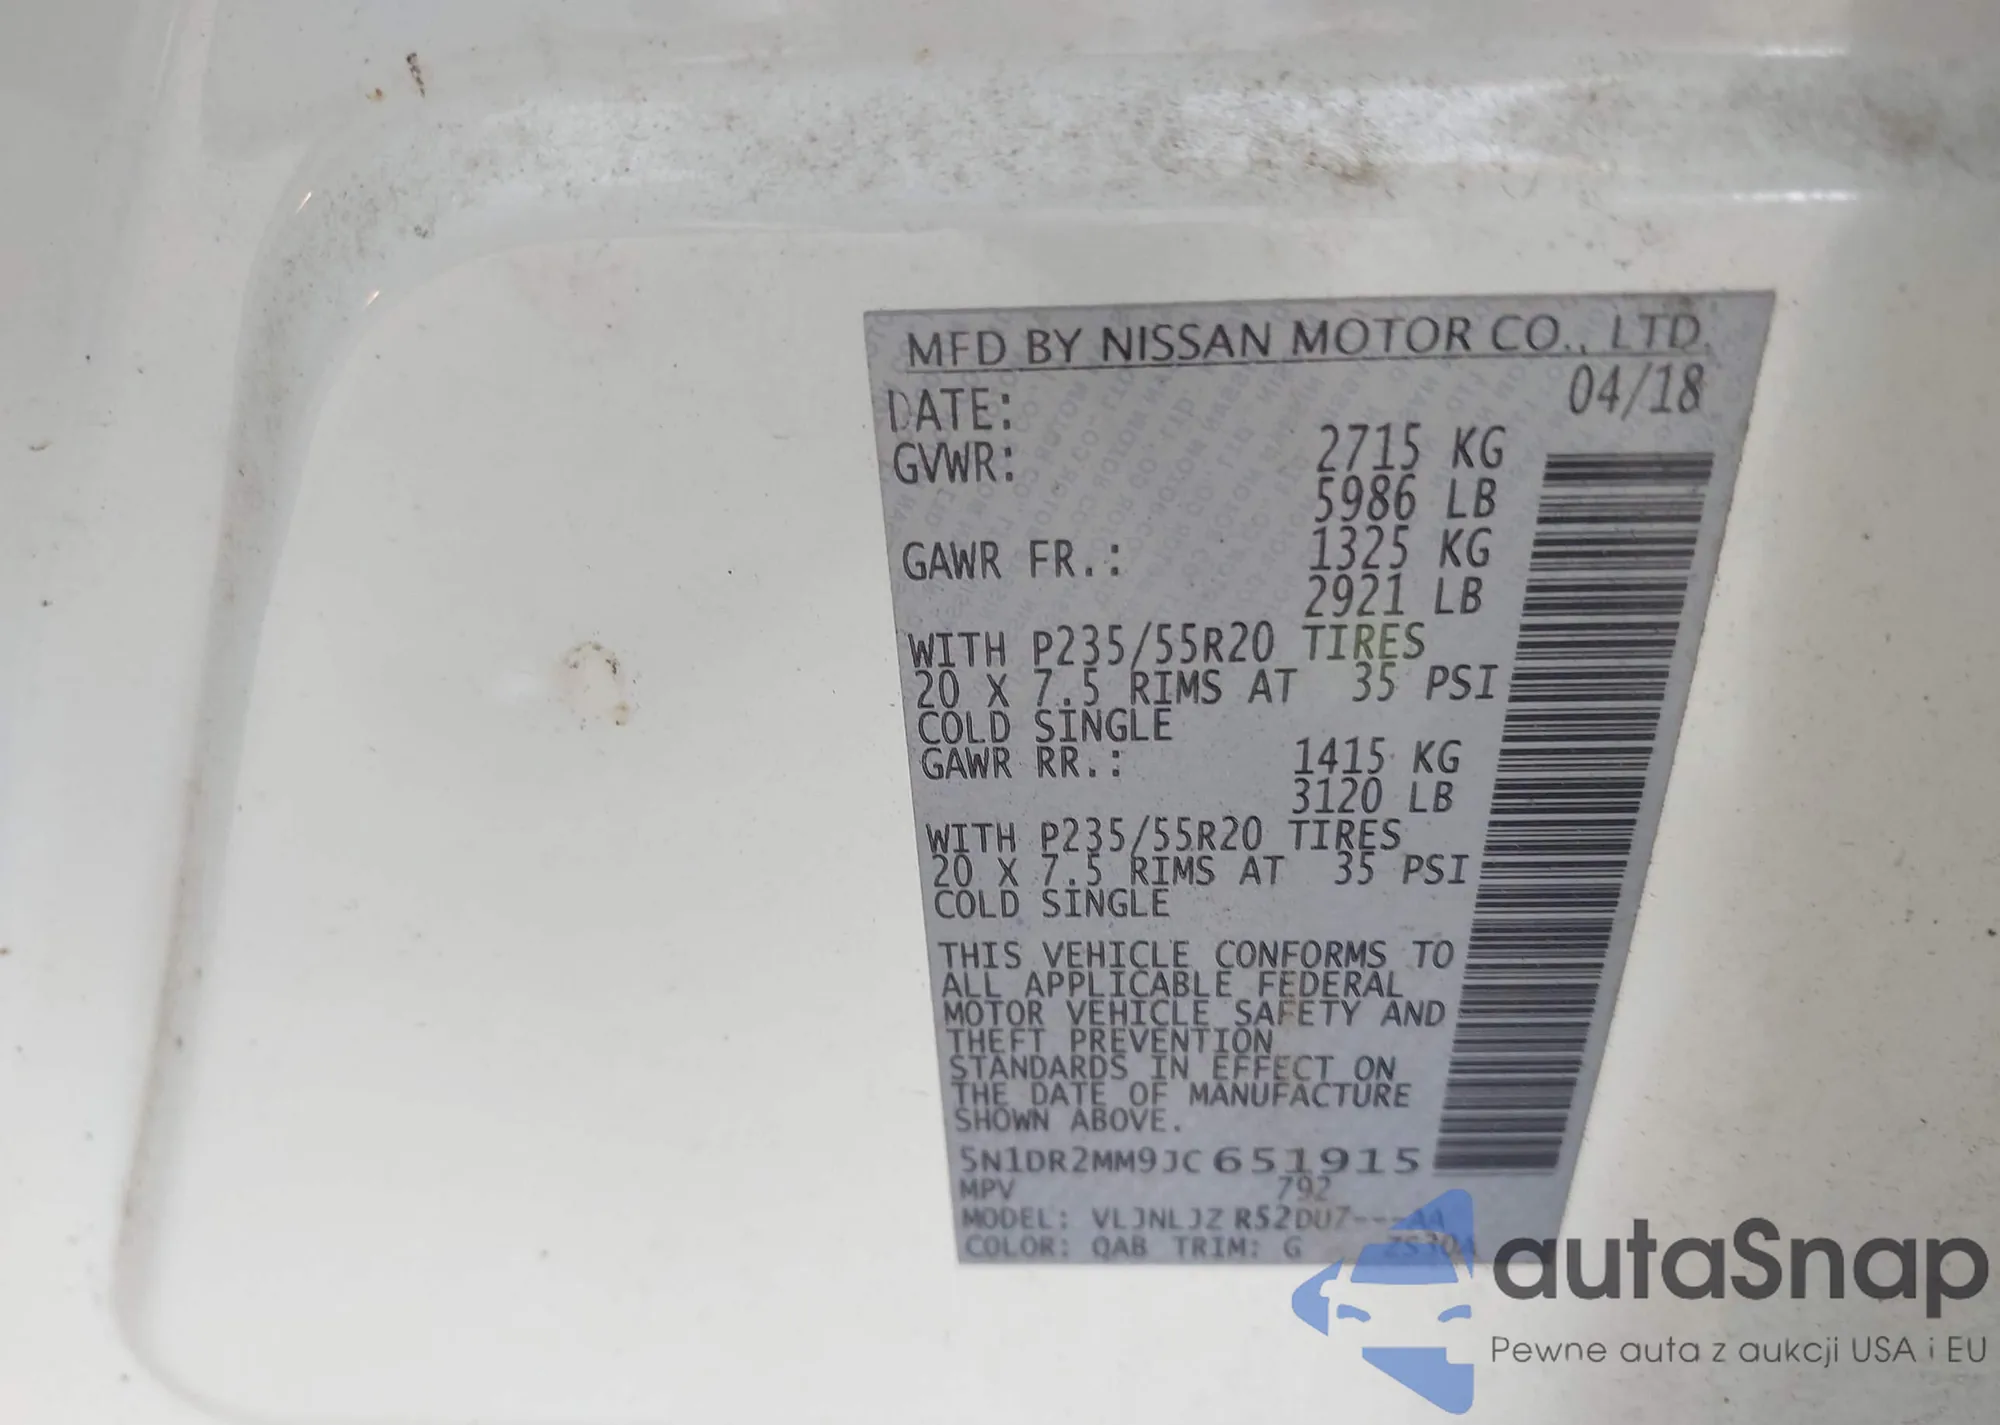 MFD BY NISSAN MOTOR CO., LTD.
DATE: 04/18
GVWR: 2715 KG
5986 LB
GAWR FR.: 1325 KG
2921 LB
WITH P235/55R20 TIRES
20 X 7.5 RIMS AT 35 PSI
COLD SINGLE
GAWR RR.: 1415 KG
3120 LB
WITH P235/55R20 TIRES
20 X 7.5 RIMS AT 35 PSI
COLD SINGLE
THIS VEHICLE CONFORMS TO
ALL APPLICABLE FEDERAL
MOTOR VEHICLE SAFETY AND
THEFT PREVENTION
STANDARDS IN EFFECT ON
THE DATE OF MANUFACTURE
SHOWN ABOVE.
5N1DR2MM9JC651915
MPV 792
MODEL: VLJNLJZ R52DUZ---AA
COLOR: QAB TRIM: G
autaSnap
Pewne auta z aukcji USA i EU